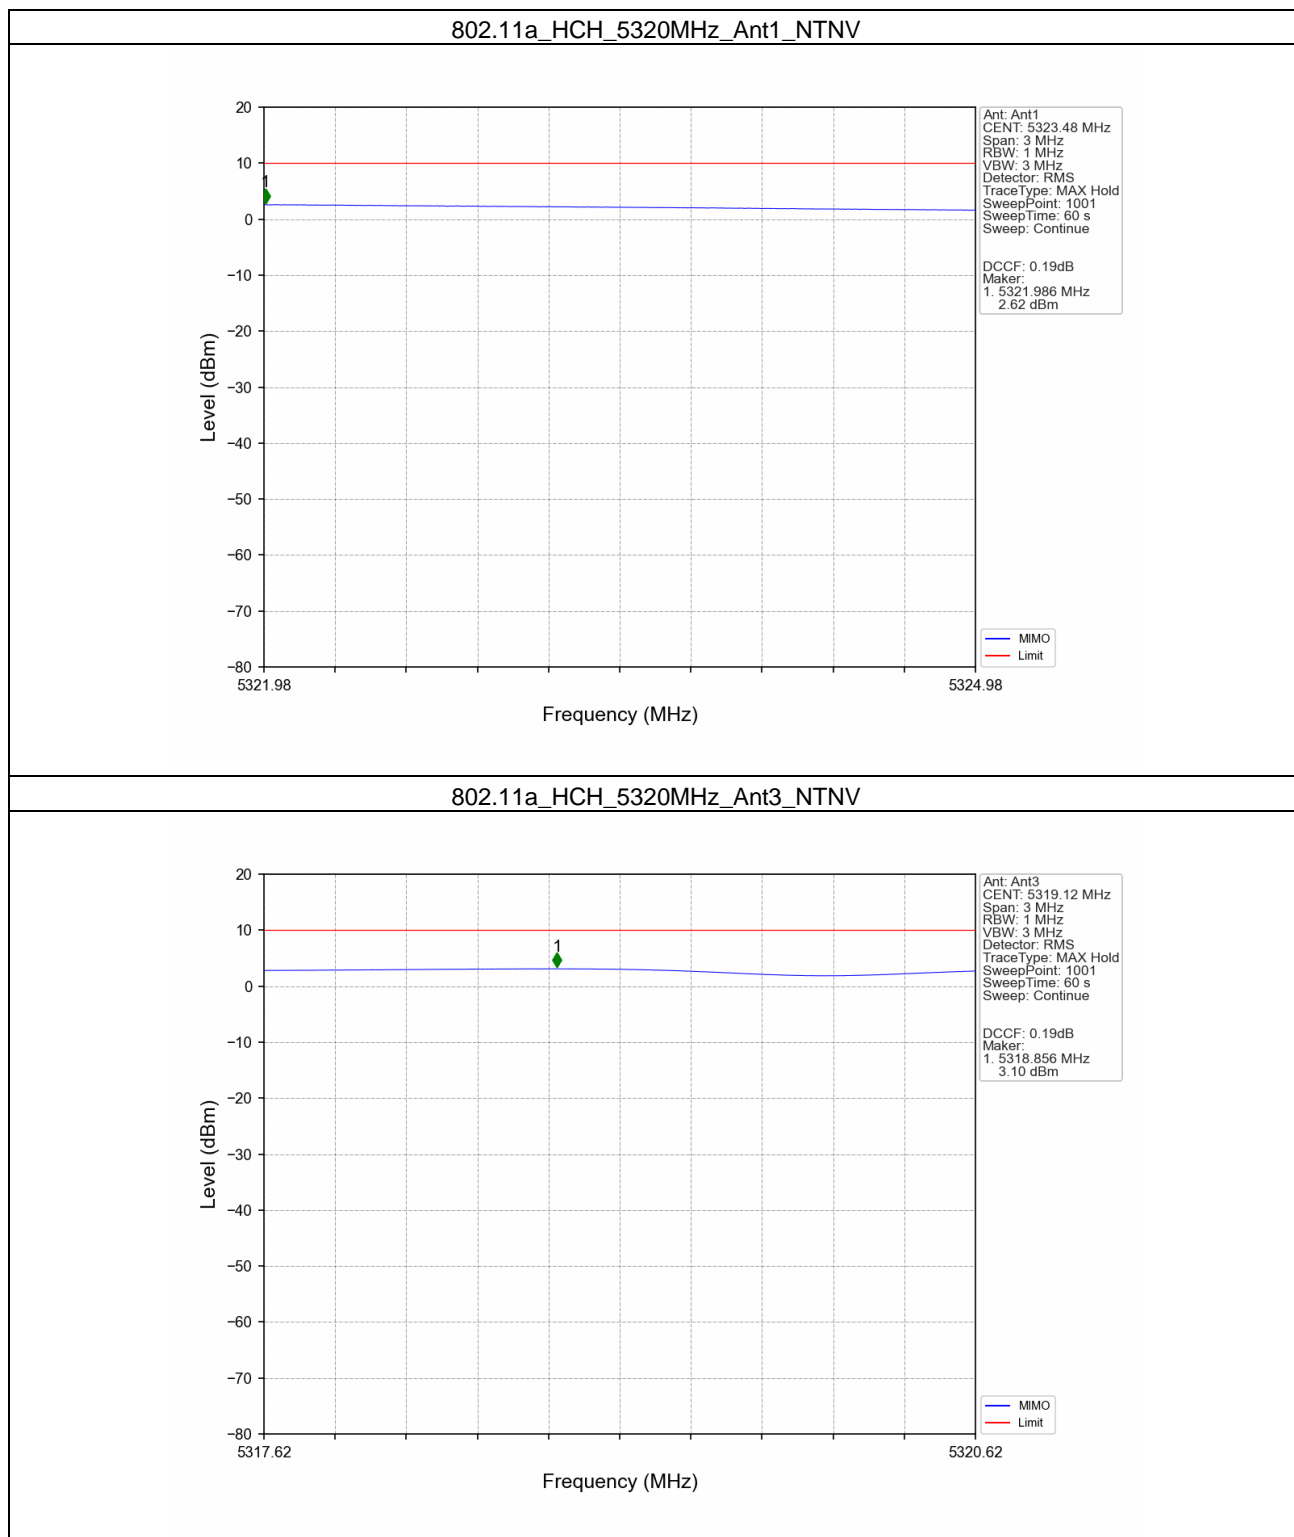 802.11a_HCH_5320MHz_Ant1_NTNV
20
10
0
−10
−20
−30
−40
−50
−60
−70
−80
Level (dBm)
1
5321.98
5324.98
Frequency (MHz)
Ant: Ant1
CENT: 5323.48 MHz
Span: 3 MHz
RBW: 1 MHz
VBW: 3 MHz
Detector: RMS
TraceType: MAX Hold
SweepPoint: 1001
SweepTime: 60 s
Sweep: Continue
DCCF: 0.19dB
Maker:
1. 5321.986 MHz
2.62 dBm
MIMO
Limit
802.11a_HCH_5320MHz_Ant3_NTNV
20
10
0
−10
−20
−30
−40
−50
−60
−70
−80
Level (dBm)
1
5317.62
5320.62
Frequency (MHz)
Ant: Ant3
CENT: 5319.12 MHz
Span: 3 MHz
RBW: 1 MHz
VBW: 3 MHz
Detector: RMS
TraceType: MAX Hold
SweepPoint: 1001
SweepTime: 60 s
Sweep: Continue
DCCF: 0.19dB
Maker:
1. 5318.856 MHz
3.10 dBm
MIMO
Limit